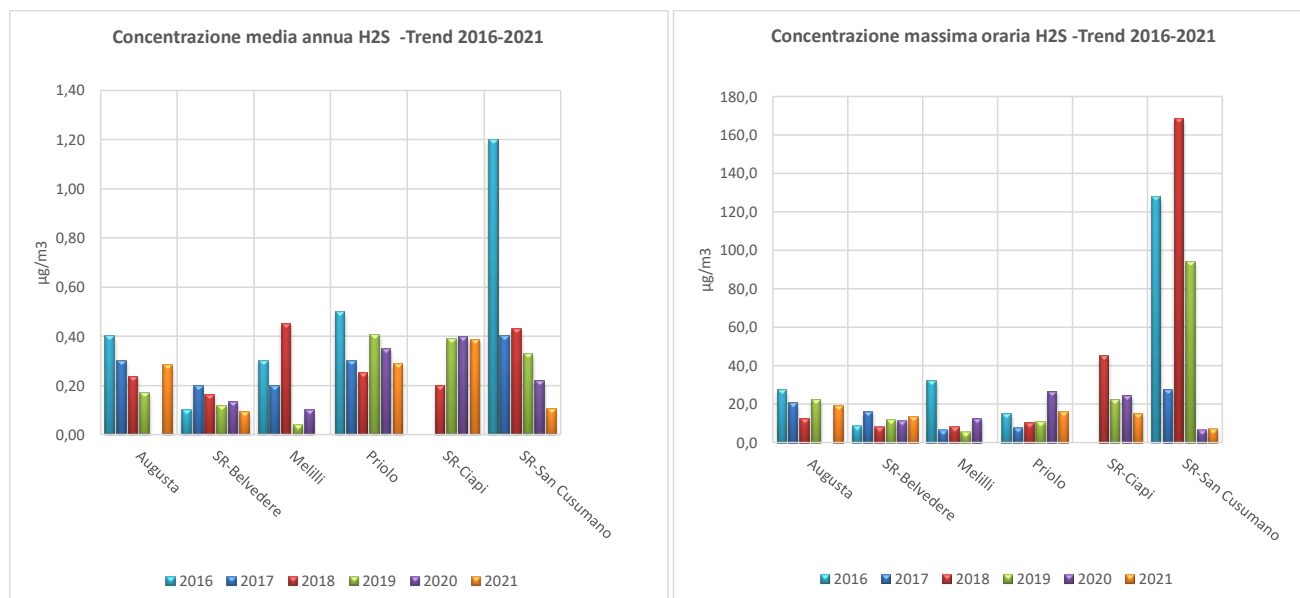 Concentrazione media annua H2S -Trend 2016-2021
µg/m3
1,40
1,20
1,00
0,80
0,60
0,40
0,20
0,00
Augusta
SR-Belvedere
Melilli
Priolo
SR-Ciapi
SR-San Cusumano
2016 2017 2018 2019 2020 2021
Concentrazione massima oraria H2S -Trend 2016-2021
µg/m3
180,0
160,0
140,0
120,0
100,0
80,0
60,0
40,0
20,0
0,0
Augusta
SR-Belvedere
Melilli
Priolo
SR-Ciapi
SR-San Cusumano
2016 2017 2018 2019 2020 2021